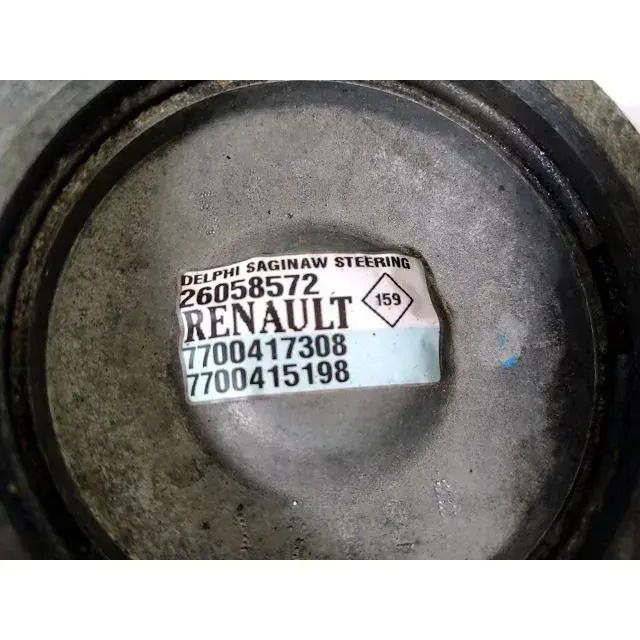 DELPHI SAGINAW STEERING
26058572
RENAULT
159
7700417308
7700415198